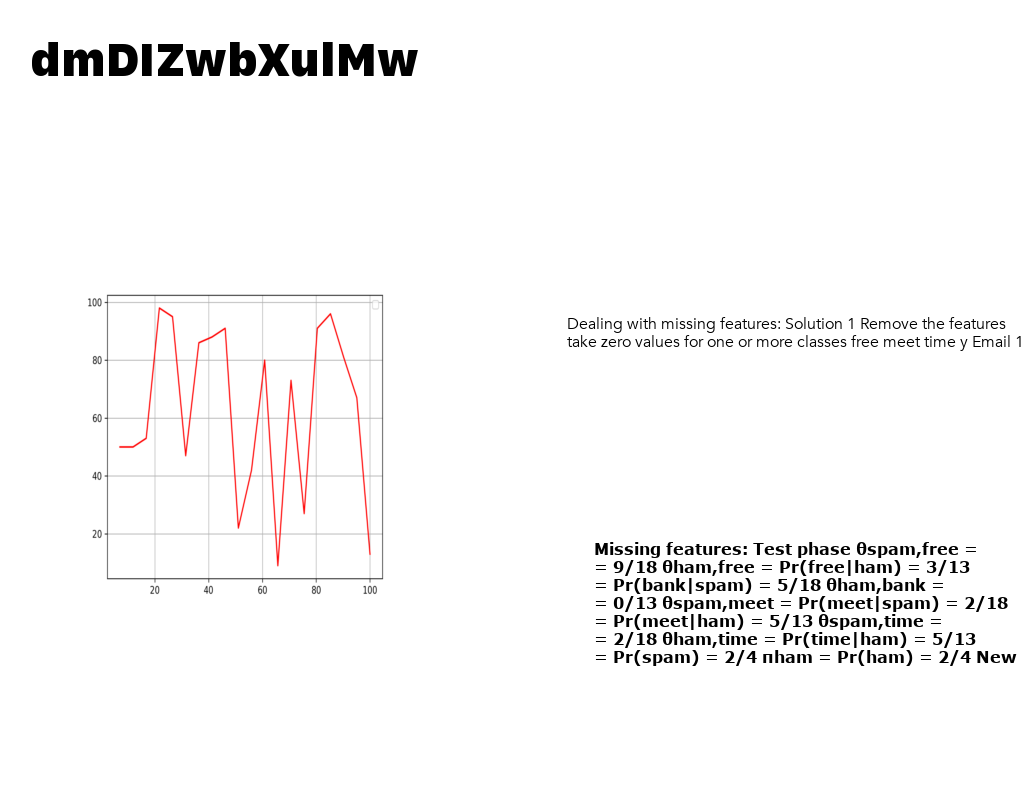 dmDIZwbXulMw
100
80
60
40
20
20 40 60 80 100
Dealing with missing features: Solution 1 Remove the features
take zero values for one or more classes free meet time y Email 1
Missing features: Test phase θspam,free =
= 9/18 θham,free = Pr(free|ham) = 3/13
= Pr(bank|spam) = 5/18 θham,bank =
= 0/13 θspam,meet = Pr(meet|spam) = 2/18
= Pr(meet|ham) = 5/13 θspam,time =
= 2/18 θham,time = Pr(time|ham) = 5/13
= Pr(spam) = 2/4 πham = Pr(ham) = 2/4 New